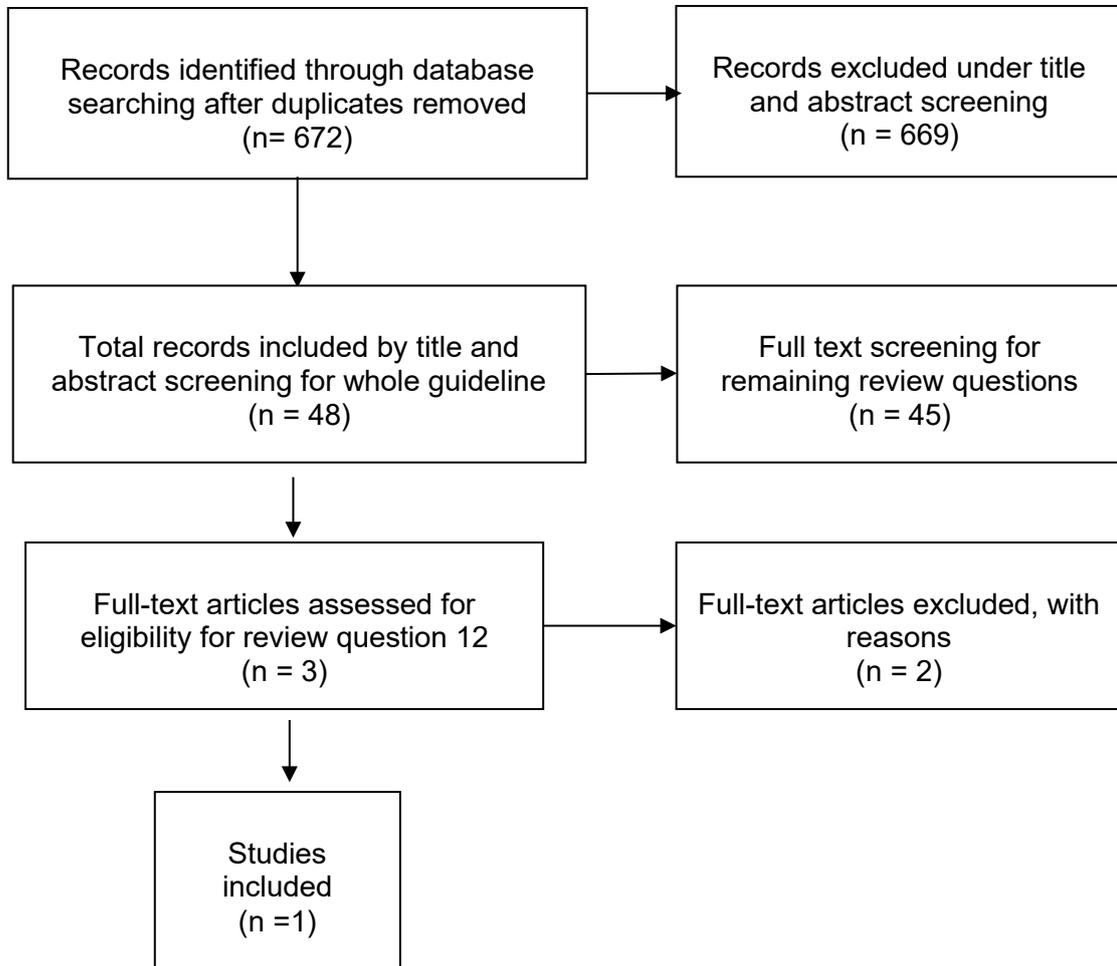 Records identified through database
searching after duplicates removed
(n= 672)
Records excluded under title
and abstract screening
(n = 669)
Total records included by title and
abstract screening for whole guideline
(n = 48)
Full text screening for
remaining review questions
(n = 45)
Full-text articles assessed for
eligibility for review question 12
(n = 3)
Full-text articles excluded, with
reasons
(n = 2)
Studies
included
(n =1)